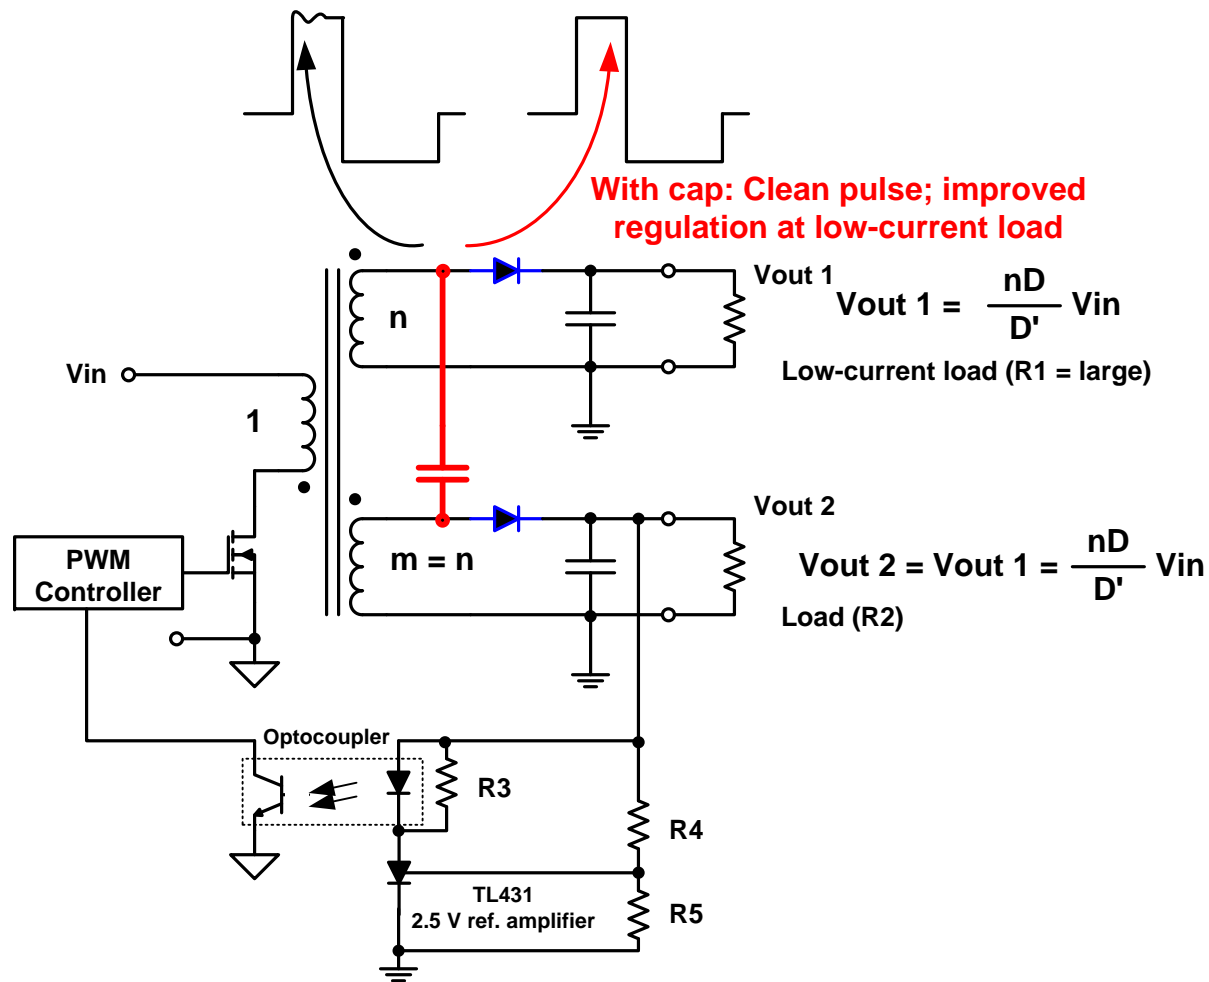 With cap: Clean pulse; improved
regulation at low-current load
Vout 1
n
Vout 1 = nD/D' Vin
Vin
Low-current load (R1 = large)
1
Vout 2
PWM
Controller
m = n
Vout 2 = Vout 1 = nD/D' Vin
Load (R2)
Optocoupler
R3
R4
TL431
2.5 V ref. amplifier
R5